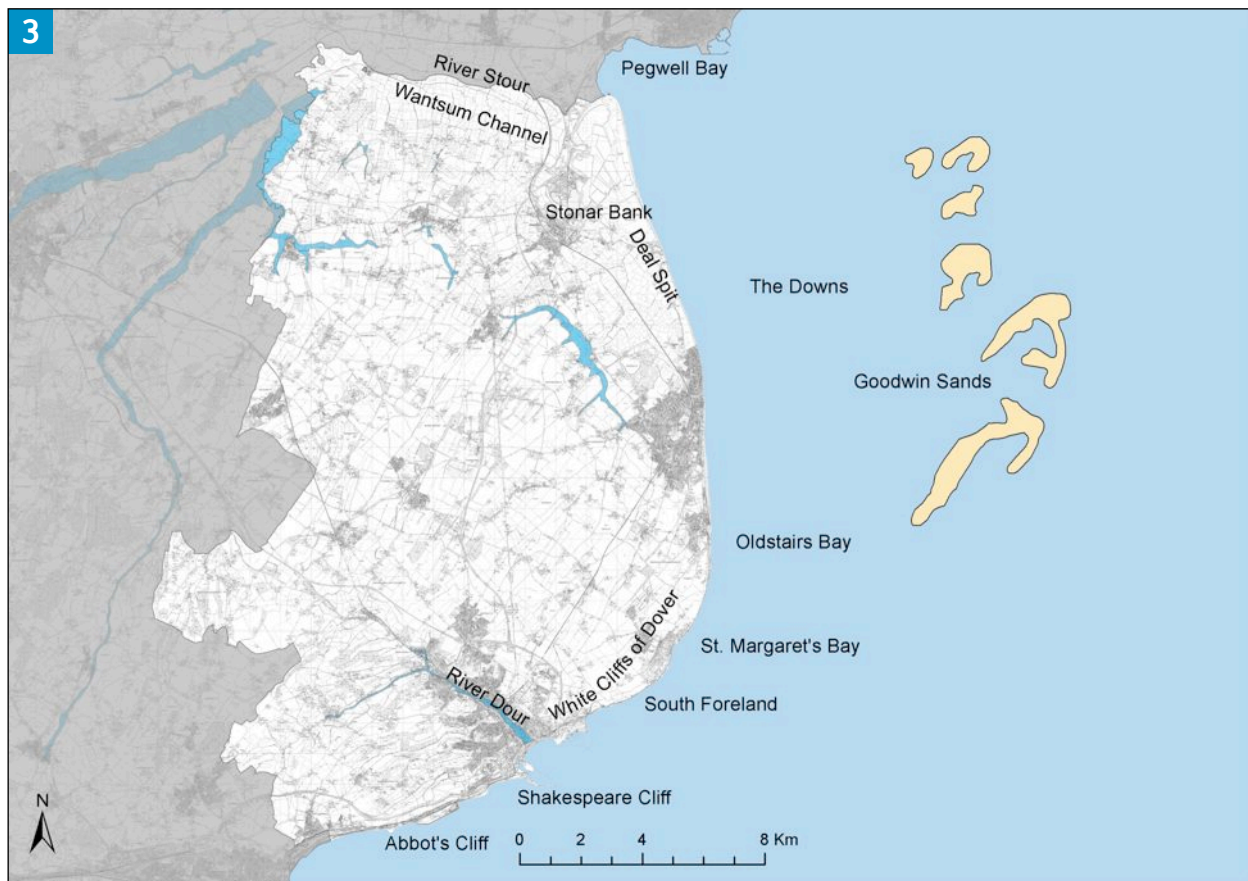 3
River Stour
Pegwell Bay
Wantsum Channel
Stonar Bank
Deal Spit
The Downs
Goodwin Sands
Oldstairs Bay
White Cliffs of Dover
St. Margaret's Bay
River Dour
South Foreland
N
Shakespeare Cliff
Abbot's Cliff
0 2 4 8 Km